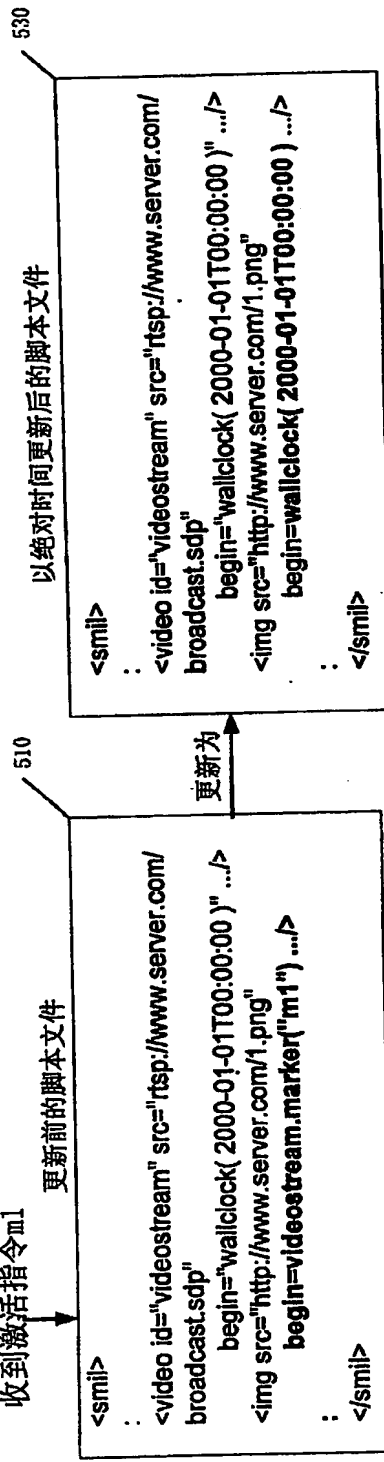 收到激活指令m1
更新前的脚本文件
510
<smil>
:
<video id="videostream" src="rtsp://www.server.com/
broadcast.sdp"
begin="wallclock( 2000-01-01T00:00:00 )" .../>
<img src="http://www.server.com/1.png"
begin=videostream.marker("m1") .../>
:
</smil>
更新为
以绝对时间更新后的脚本文件
530
<smil>
:
<video id="videostream" src="rtsp://www.server.com/
broadcast.sdp"
begin="wallclock( 2000-01-01T00:00:00 )" .../>
<img src="http://www.server.com/1.png"
begin=wallclock( 2000-01-01T00:00:00 ) .../>
:
</smil>